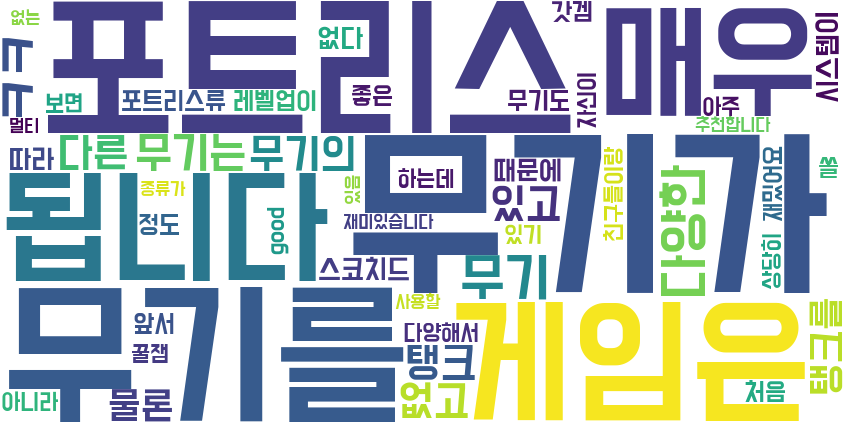 없는
ㅋㅋ
포트리스
없다
갓겜
매우
시스템이
보면
포트리스류
레벨업이
좋은
무기도
자신이
아주
멀티
추천합니다
따라
다른
무기는
무기의
종류가
있음
하는데
때문에
있고
무기가
친구들이랑
다양한
재밌어요
쓸
됩니다
정도
good
재미있습니다
있기
상당히
스코치드
무기
사용할
무기를
앞서
꿀잼
다양해서
탱크
게임은
탱크를
아니라
물론
없고
처음